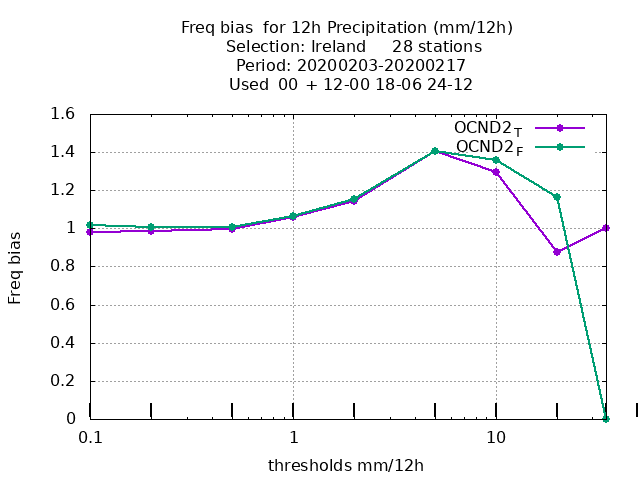 Freq bias  for 12h Precipitation (mm/12h)
Selection: Ireland     28 stations
Period: 20200203-20200217
Used  00 + 12-00 18-06 24-12
OCND2T
OCND2F
1.6
1.4
1.2
1
0.8
0.6
0.4
0.2
0
Freq bias
0.1 1 10
thresholds mm/12h